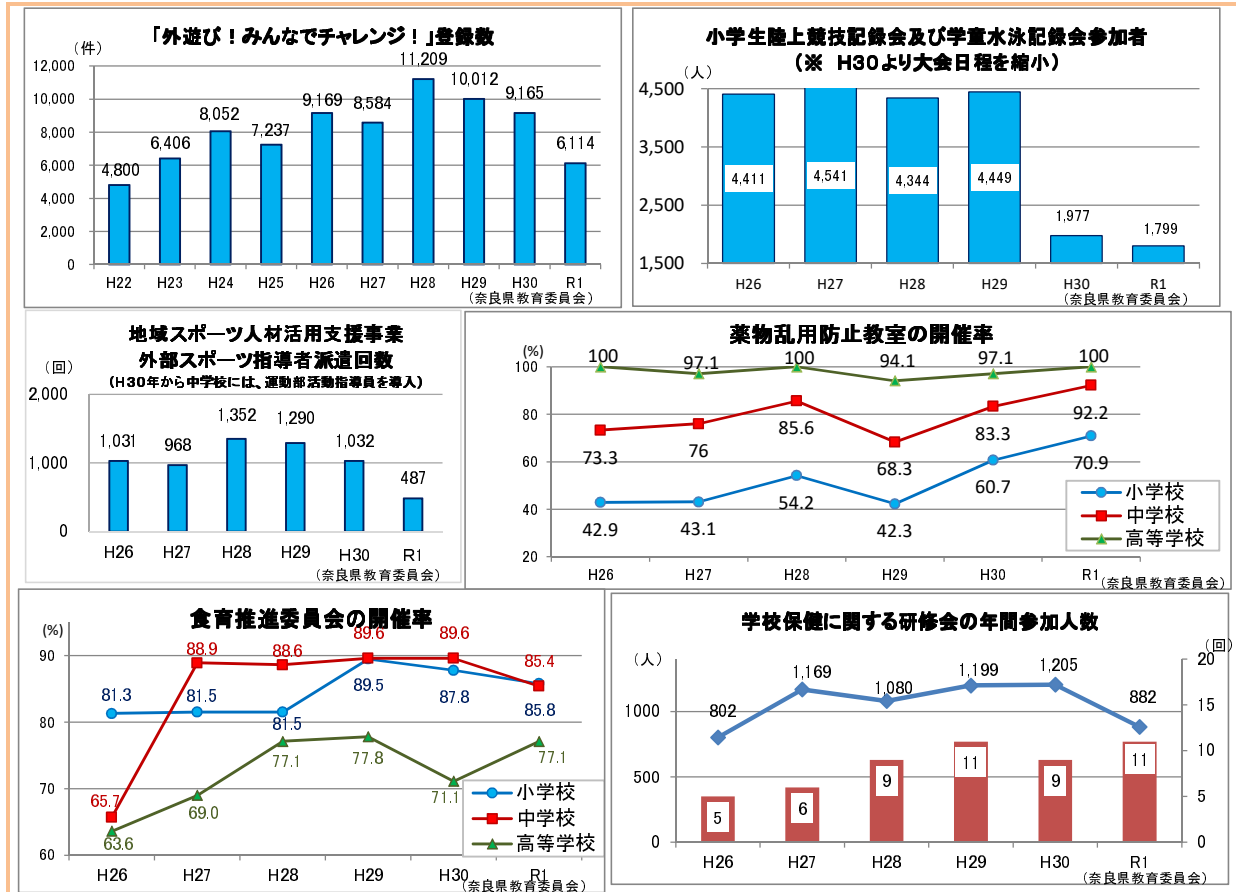 「外遊び！みんなでチャレンジ！」登録数
（件）
12,000
10,000
8,000
6,000
4,000
2,000
0
4,800
6,406
8,052
7,237
9,169
8,584
11,209
10,012
9,165
6,114
H22 H23 H24 H25 H26 H27 H28 H29 H30 R1
（奈良県教育委員会）
小学生陸上競技記録会及び学童水泳記録会参加者
（※ H30より大会日程を縮小）
（人）
4,500
3,500
2,500
1,500
4,411
4,541
4,344
4,449
1,977
1,799
H26 H27 H28 H29 H30 R1
（奈良県教育委員会）
地域スポーツ人材活用支援事業
外部スポーツ指導者派遣回数
（H30年から中学校には、運動部活動指導員を導入）
（回）
2,000
1,000
0
1,031
968
1,352
1,290
1,032
487
H26 H27 H28 H29 H30 R1
（奈良県教育委員会）
薬物乱用防止教室の開催率
(%)
100
80
60
40
20
100 97.1 100 94.1 97.1 100
73.3 76 85.6 68.3 83.3 92.2
42.9 43.1 54.2 42.3 60.7 70.9
小学校
中学校
高等学校
H26 H27 H28 H29 H30 R1
（奈良県教育委員会）
食育推進委員会の開催率
(%)
90
80
70
60
65.7 88.9 88.6 89.6 89.6 85.4
81.3 81.5 81.5 89.5 87.8 85.8
63.6 69.0 77.1 77.8 71.1 77.1
小学校
中学校
高等学校
H26 H27 H28 H29 H30 R1
（奈良県教育委員会）
学校保健に関する研修会の年間参加人数
（人）
（回）
1000
500
0
20
15
10
5
0
802 1,169 1,080 1,199 1,205 882
5 6 9 11 9 11
H26 H27 H28 H29 H30 R1
（奈良県教育委員会）